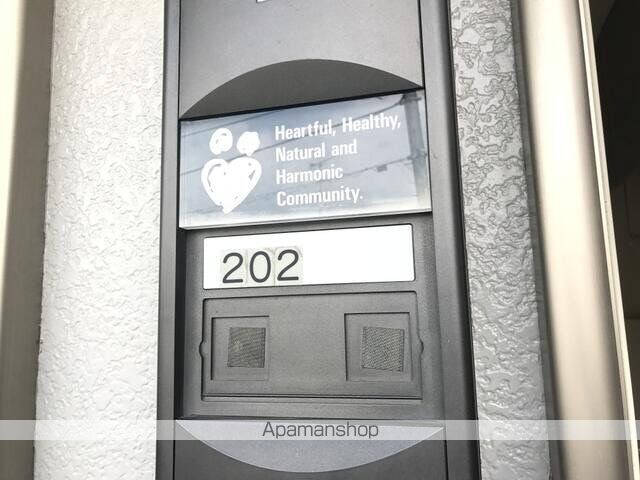 Heartful, Healthy,
Natural and
Harmonic
Community.
202
Apamanshop